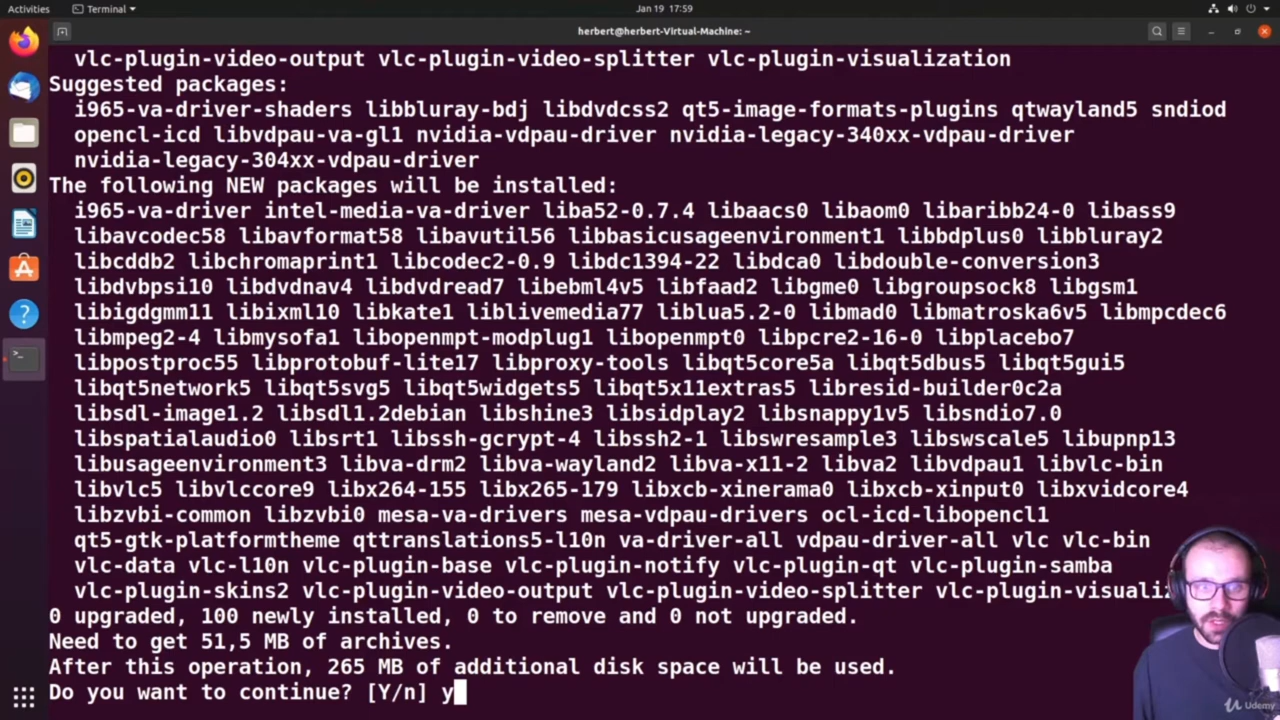 Activities
Terminal
Jan 19 17:59
herbert@herbert-Virtual-Machine: ~
vlc-plugin-video-output vlc-plugin-video-splitter vlc-plugin-visualization
Suggested packages:
i965-va-driver-shaders libbluray-bdj libdvdcss2 qt5-image-formats-plugins qtwayland5 sndiod
opencl-icd libvdpau-va-gl1 nvidia-vdpau-driver nvidia-legacy-340xx-vdpau-driver
nvidia-legacy-304xx-vdpau-driver
The following NEW packages will be installed:
i965-va-driver intel-media-va-driver liba52-0.7.4 libaacs0 libaom0 libaribb24-0 libass9
libavcodec58 libavformat58 libavutil56 libbasicusageenvironment1 libbdplus0 libbluray2
libcddb2 libchromaprint1 libcodec2-0.9 libdc1394-22 libdca0 libdouble-conversion3
libdvbpsi10 libdvdnav4 libdvdread7 libebml4v5 libfaad2 libgme0 libgroupsock8 libgsm1
libigdgmm11 libixml10 libkate1 liblivemedia77 liblua5.2-0 libmad0 libmatroska6v5 libmpcdec6
libmpeg2-4 libmysofa1 libopenmpt-modplug1 libopenmpt0 libpcre2-16-0 libplacebo7
libpostproc55 libprotobuf-lite17 libproxy-tools libqt5core5a libqt5dbus5 libqt5gui5
libqt5network5 libqt5svg5 libqt5widgets5 libqt5x11extras5 libresid-builder0c2a
libsdl-image1.2 libsdl1.2debian libshine3 libsidplay2 libsnappy1v5 libsndio7.0
libspatialaudio0 libsrt1 libssh-gcrypt-4 libssh2-1 libswresample3 libswscale5 libupnp13
libusageenvironment3 libva-drm2 libva-wayland2 libva-x11-2 libva2 libvdpau1 libvlc-bin
libvlc5 libvlccore9 libx264-155 libx265-179 libxcb-xinerama0 libxcb-xinput0 libxvidcore4
libzvbi-common libzvbi0 mesa-va-drivers mesa-vdpau-drivers ocl-icd-libopencl1
qt5-gtk-platformtheme qttranslations5-l10n va-driver-all vdpau-driver-all vlc vlc-bin
vlc-data vlc-l10n vlc-plugin-base vlc-plugin-notify vlc-plugin-qt vlc-plugin-samba
vlc-plugin-skins2 vlc-plugin-video-output vlc-plugin-video-splitter vlc-plugin-visualiz
0 upgraded, 100 newly installed, 0 to remove and 0 not upgraded.
Need to get 51,5 MB of archives.
After this operation, 265 MB of additional disk space will be used.
Do you want to continue? [Y/n] y
Udemy